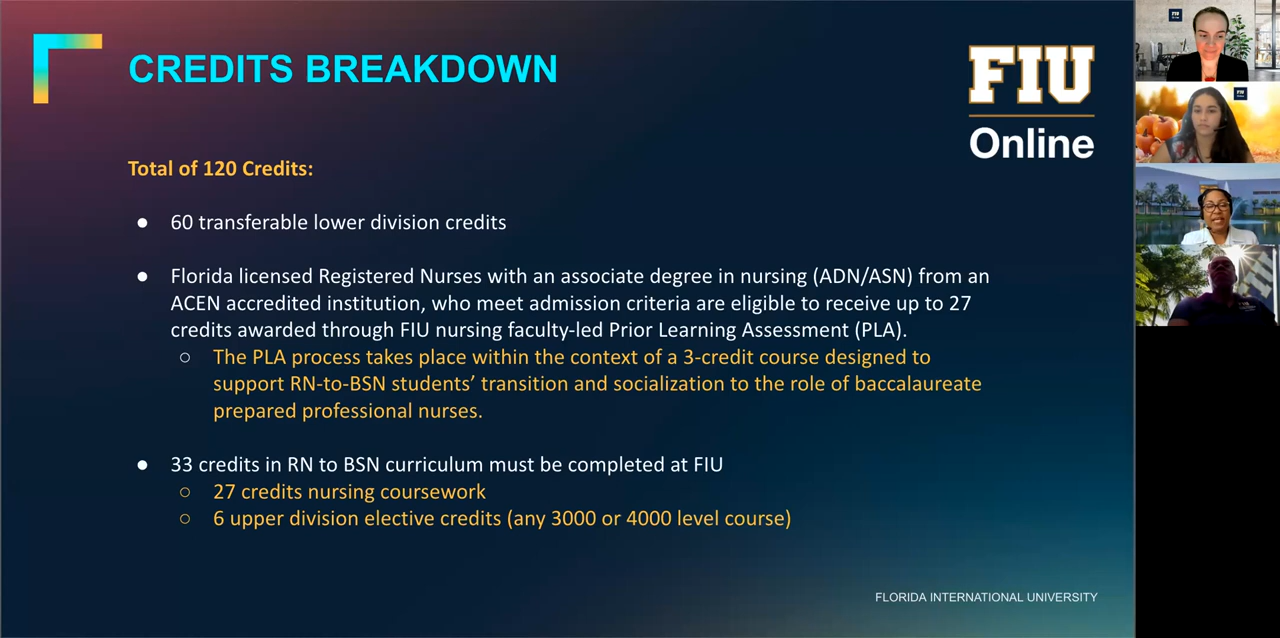 CREDITS BREAKDOWN
FIU
Online
Total of 120 Credits:
● 60 transferable lower division credits
● Florida licensed Registered Nurses with an associate degree in nursing (ADN/ASN) from an
ACEN accredited institution, who meet admission criteria are eligible to receive up to 27
credits awarded through FIU nursing faculty-led Prior Learning Assessment (PLA).
○ The PLA process takes place within the context of a 3-credit course designed to
support RN-to-BSN students’ transition and socialization to the role of baccalaureate
prepared professional nurses.
● 33 credits in RN to BSN curriculum must be completed at FIU
○ 27 credits nursing coursework
○ 6 upper division elective credits (any 3000 or 4000 level course)
FLORIDA INTERNATIONAL UNIVERSITY
FIU
FIU